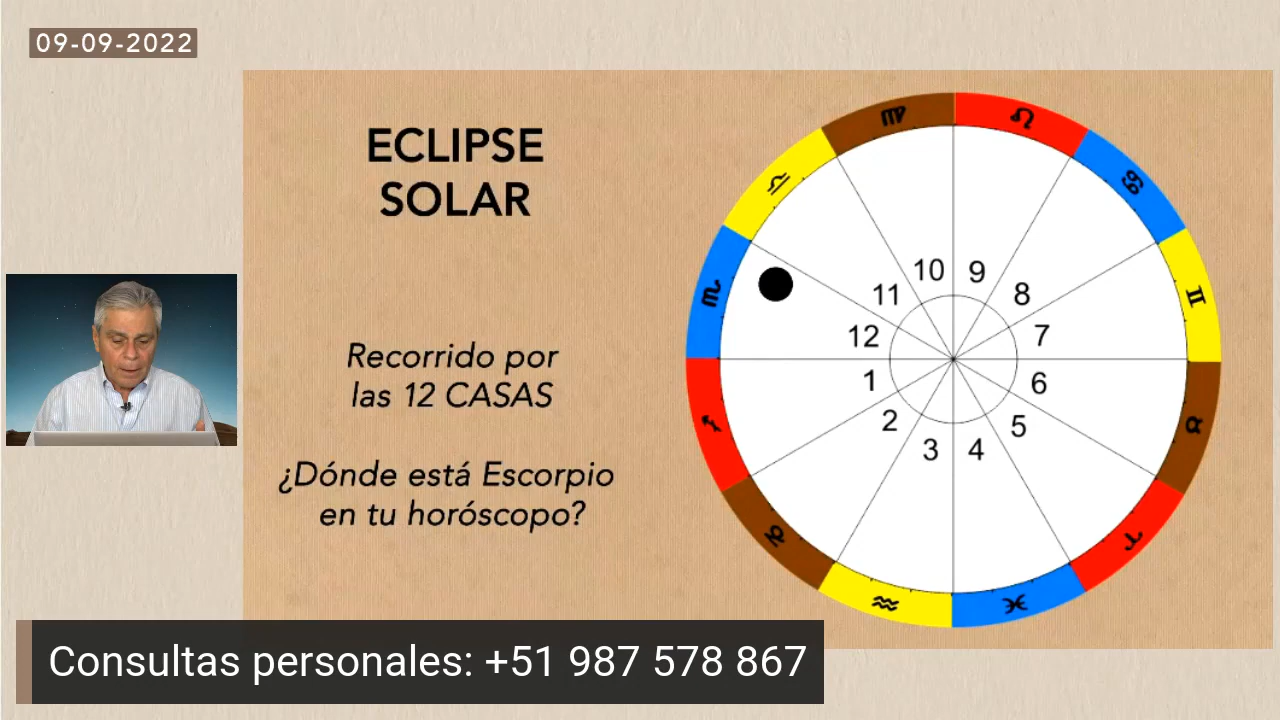 09-09-2022
ECLIPSE
SOLAR
Recorrido por
las 12 CASAS
¿Dónde está Escorpio
en tu horóscopo?
♍ ♌
♎ ♋
♏ ♊
♐ ♉
♑ ♈
♒ ♓
10 9
11 8
12 7
1 6
2 5
3 4
Consultas personales: +51 987 578 867